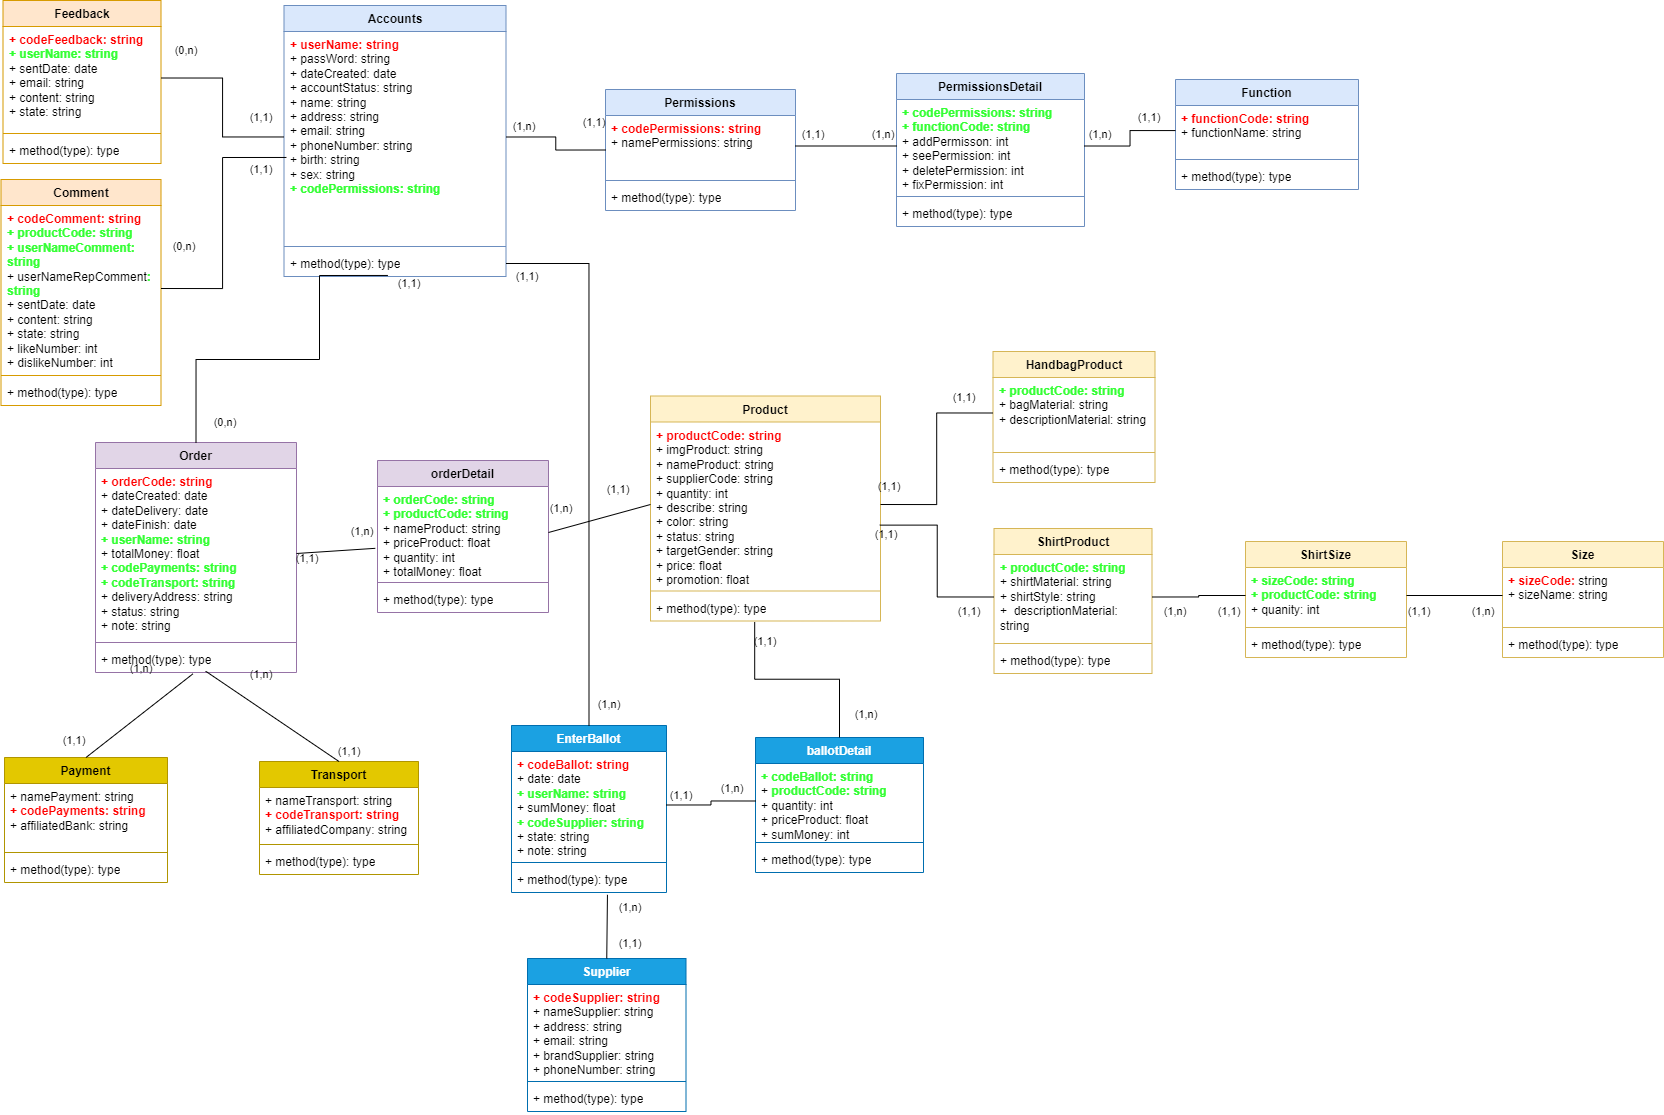 Feedback
+ codeFeedback: string
+ userName: string
+ sentDate: date
+ email: string
+ content: string
+ state: string
+ method(type): type
(0,n)
(1,1)
Accounts
+ userName: string
+ passWord: string
+ dateCreated: date
+ accountStatus: string
+ name: string
+ address: string
+ email: string
+ phoneNumber: string
+ birth: string
+ sex: string
+ codePermissions: string
+ method(type): type
(1,n)
(1,1)
Permissions
+ codePermissions: string
+ namePermissions: string
+ method(type): type
(1,1)
(1,n)
PermissionsDetail
+ codePermissions: string
+ functionCode: string
+ addPermisson: int
+ seePermission: int
+ deletePermission: int
+ fixPermission: int
+ method(type): type
(1,n)
(1,1)
Function
+ functionCode: string
+ functionName: string
+ method(type): type
Comment
+ codeComment: string
+ productCode: string
+ userNameComment:
string
+ userNameRepComment:
string
+ sentDate: date
+ content: string
+ state: string
+ likeNumber: int
+ dislikeNumber: int
+ method(type): type
(1,1)
(0,n)
(1,1)
(1,1)
(0,n)
Order
+ orderCode: string
+ dateCreated: date
+ dateDelivery: date
+ dateFinish: date
+ userName: string
+ totalMoney: float
+ codePayments: string
+ codeTransport: string
+ deliveryAddress: string
+ status: string
+ note: string
+ method(type): type
(1,1)
(1,n)
orderDetail
+ orderCode: string
+ productCode: string
+ nameProduct: string
+ priceProduct: float
+ quantity: int
+ totalMoney: float
+ method(type): type
(1,n)
(1,1)
Product
+ productCode: string
+ imgProduct: string
+ nameProduct: string
+ supplierCode: string
+ quantity: int
+ describe: string
+ color: string
+ status: string
+ targetGender: string
+ price: float
+ promotion: float
+ method(type): type
(1,1)
(1,1)
HandbagProduct
+ productCode: string
+ bagMaterial: string
+ descriptionMaterial: string
+ method(type): type
(1,1)
(1,1)
ShirtProduct
+ productCode: string
+ shirtMaterial: string
+ shirtStyle: string
+ descriptionMaterial:
string
+ method(type): type
(1,n)
(1,1)
ShirtSize
+ sizeCode: string
+ productCode: string
+ quanity: int
+ method(type): type
(1,1)
(1,n)
Size
+ sizeCode: string
+ sizeName: string
+ method(type): type
(1,n)
(1,n)
(1,1)
(1,1)
Payment
+ namePayment: string
+ codePayments: string
+ affiliatedBank: string
+ method(type): type
Transport
+ nameTransport: string
+ codeTransport: string
+ affiliatedCompany: string
+ method(type): type
(1,n)
EnterBallot
+ codeBallot: string
+ date: date
+ userName: string
+ sumMoney: float
+ codeSupplier: string
+ state: string
+ note: string
+ method(type): type
(1,1)
(1,n)
(1,1)
(1,n)
ballotDetail
+ codeBallot: string
+ productCode: string
+ quantity: int
+ priceProduct: float
+ sumMoney: int
+ method(type): type
(1,n)
(1,1)
Supplier
+ codeSupplier: string
+ nameSupplier: string
+ address: string
+ email: string
+ brandSupplier: string
+ phoneNumber: string
+ method(type): type